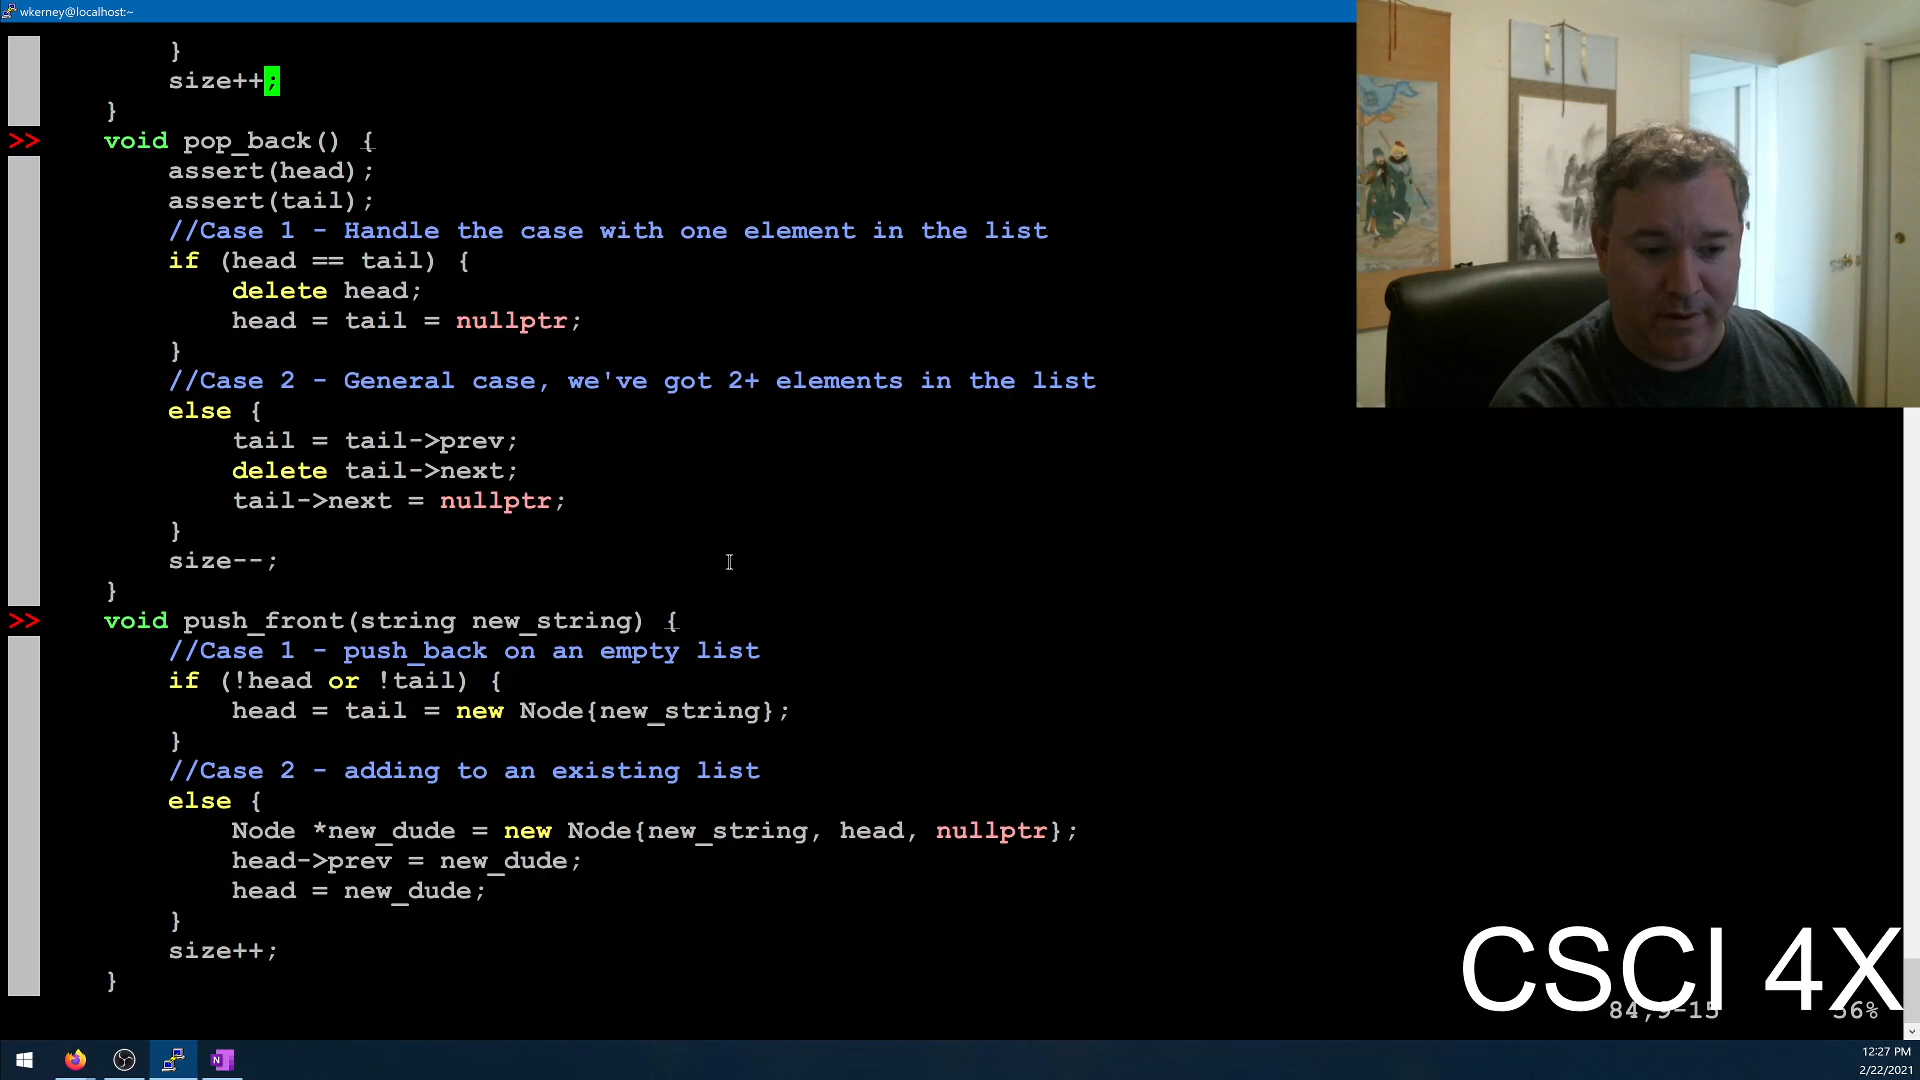 wkerney@localhost:~
}
size++;
}
>> void pop_back() {
assert(head);
assert(tail);
//Case 1 - Handle the case with one element in the list
if (head == tail) {
delete head;
head = tail = nullptr;
}
//Case 2 - General case, we've got 2+ elements in the list
else {
tail = tail->prev;
delete tail->next;
tail->next = nullptr;
}
size--;
}
>> void push_front(string new_string) {
//Case 1 - push_back on an empty list
if (!head or !tail) {
head = tail = new Node{new_string};
}
//Case 2 - adding to an existing list
else {
Node *new_dude = new Node{new_string, head, nullptr};
head->prev = new_dude;
head = new_dude;
}
size++;
}
CSCI 4X
84,9-15 56%
N
12:27 PM
2/22/2021